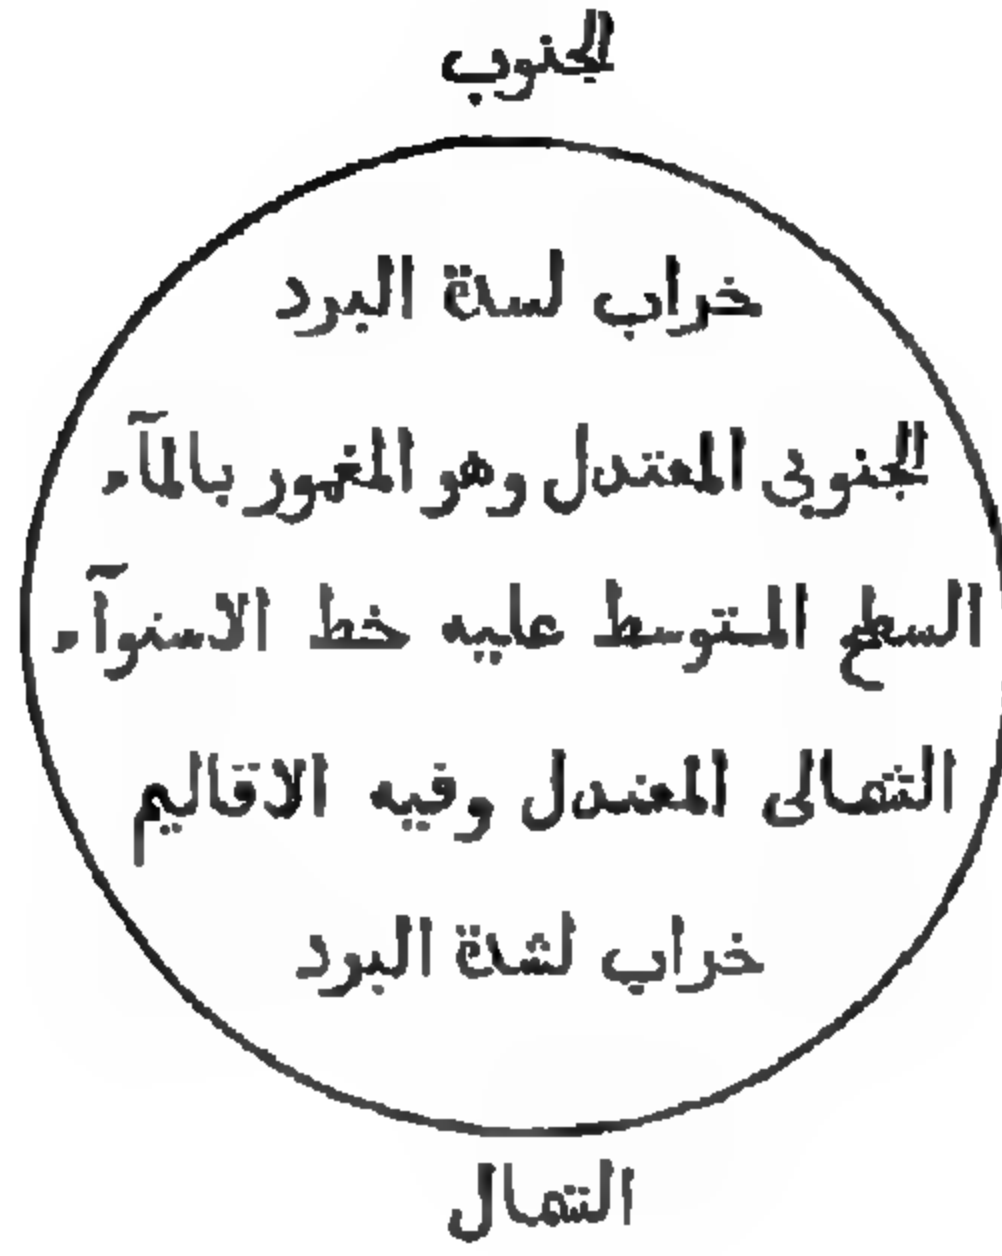 الجنوب
خراب لسدة البرد
الجنوبى المعتدل وهو المغمور بالمآء
السطح المتوسط عليه خط الاستوآء
الشمالى المعتدل وفيه الاقاليم
خراب لشدة البرد
الشمال